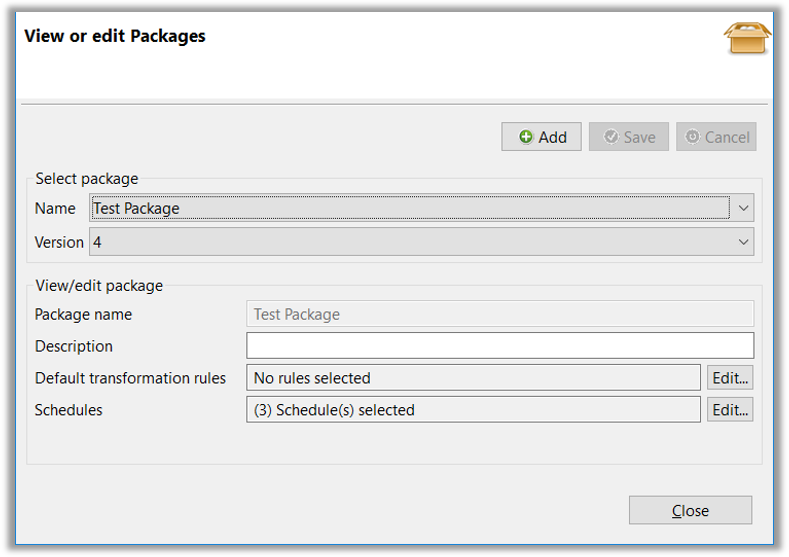 View or edit Packages
Add Save Cancel
Select package
Name Test Package
Version 4
View/edit package
Package name Test Package
Description
Default transformation rules No rules selected Edit...
Schedules (3) Schedule(s) selected Edit...
Close